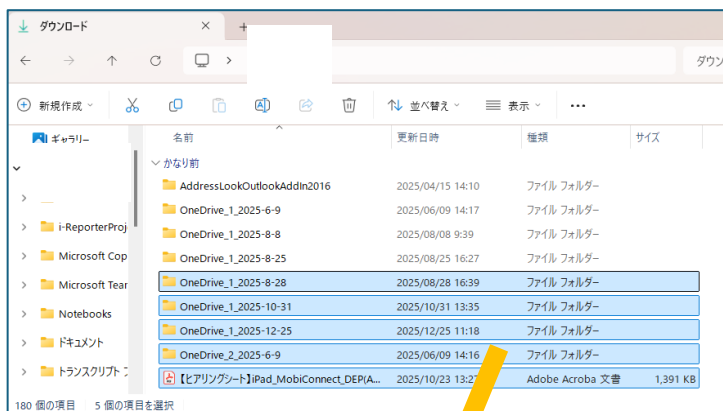 ダウンロード
ダウン
新規作成
並べ替え
表示
ギャラリー
名前 更新日時 種類 サイズ
かなり前
AddressLookOutlookAddIn2016 2025/04/15 14:10 ファイル フォルダー
OneDrive_1_2025-6-9 2025/06/09 14:17 ファイル フォルダー
i-ReporterProj
OneDrive_1_2025-8-8 2025/08/08 9:39 ファイル フォルダー
Microsoft Cop
OneDrive_1_2025-8-25 2025/08/25 16:27 ファイル フォルダー
Microsoft Tear
OneDrive_1_2025-8-28 2025/08/28 16:39 ファイル フォルダー
Notebooks
OneDrive_1_2025-10-31 2025/10/31 13:35 ファイル フォルダー
ドキュメント
OneDrive_1_2025-12-25 2025/12/25 11:18 ファイル フォルダー
OneDrive_2_2025-6-9 2025/06/09 14:16 ファイル フォルダー
トランスクリプト
【ヒアリングシート】iPad_MobiConnect_DEP(A... 2025/10/23 Adobe Acroba 文書 1,391 KB
180 個の項目 5 個の項目を選択